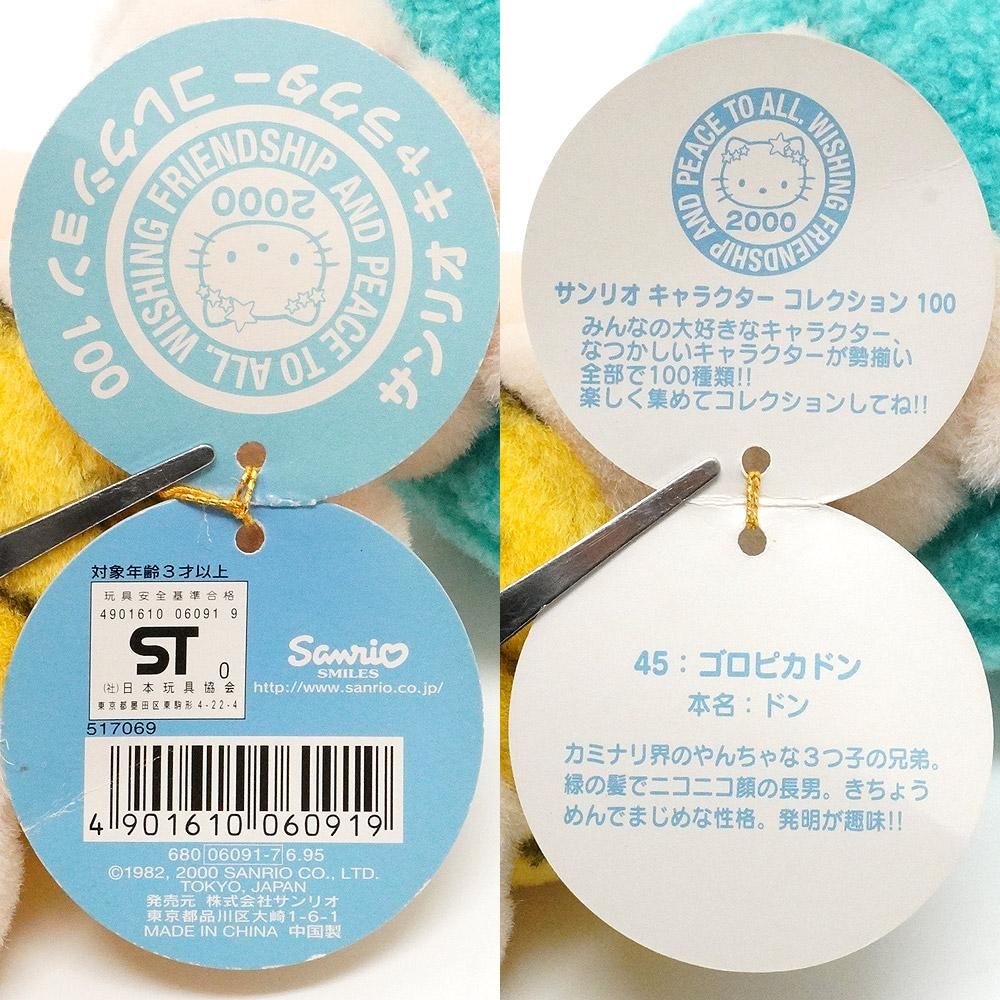 サンリオ キャラクター コレクション 100
WISHING FRIENDSHIP AND PEACE TO ALL.
2000
対象年齢3才以上
玩具安全基準合格
4901610 06091 9
ST 0
(社)日本玩具協会
東京都墨田区東駒形4-22-4
517069
Sanrio
SMILES
http://www.sanrio.co.jp/
4 901610 060919
680 06091-7 6.95
©1982, 2000 SANRIO CO., LTD.
TOKYO, JAPAN
発売元 株式会社サンリオ
東京都品川区大崎1-6-1
MADE IN CHINA 中国製
WISHING FRIENDSHIP AND PEACE TO ALL.
2000
サンリオ キャラクター コレクション 100
みんなの大好きなキャラクター、
なつかしいキャラクターが勢揃い
全部で100種類!!
楽しく集めてコレクションしてね!!
45：ゴロピカドン
本名：ドン
カミナリ界のやんちゃな3つ子の兄弟。
緑の髪でニコニコ顔の長男。きちょう
めんでまじめな性格。発明が趣味!!